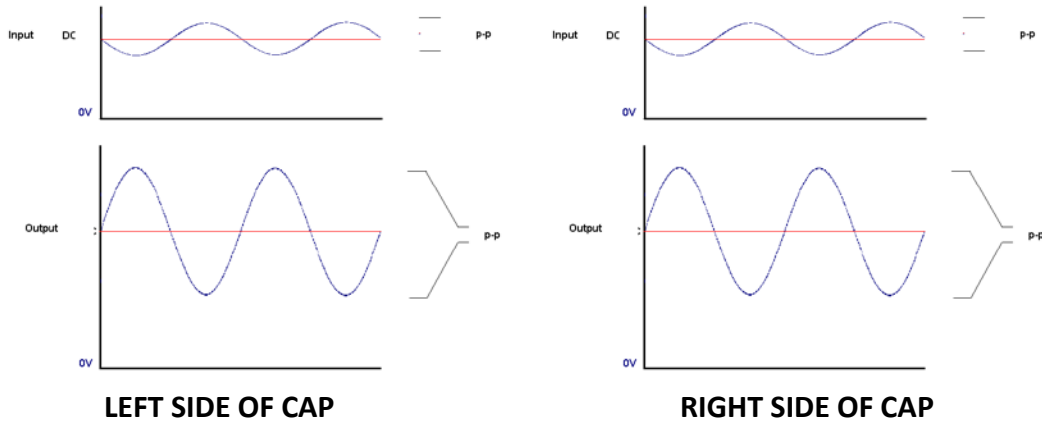 Input DC p-p
0V
Output : p-p
0V
LEFT SIDE OF CAP
Input DC p-p
0V
Output : p-p
0V
RIGHT SIDE OF CAP